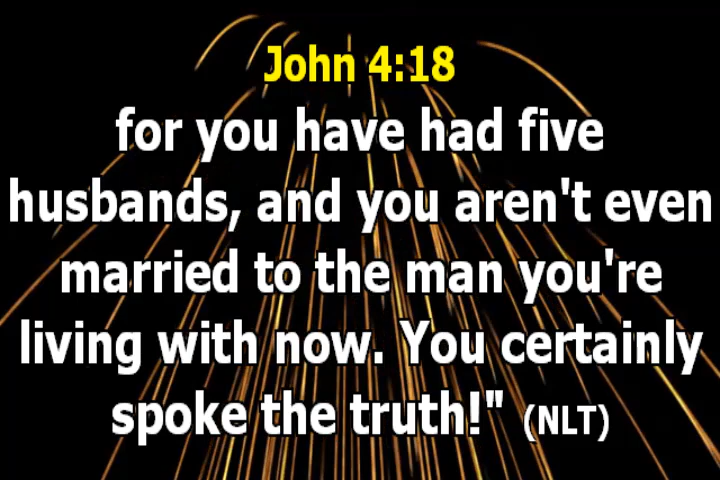 John 4:18
for you have had five
husbands, and you aren't even
married to the man you're
living with now. You certainly
spoke the truth!" (NLT)